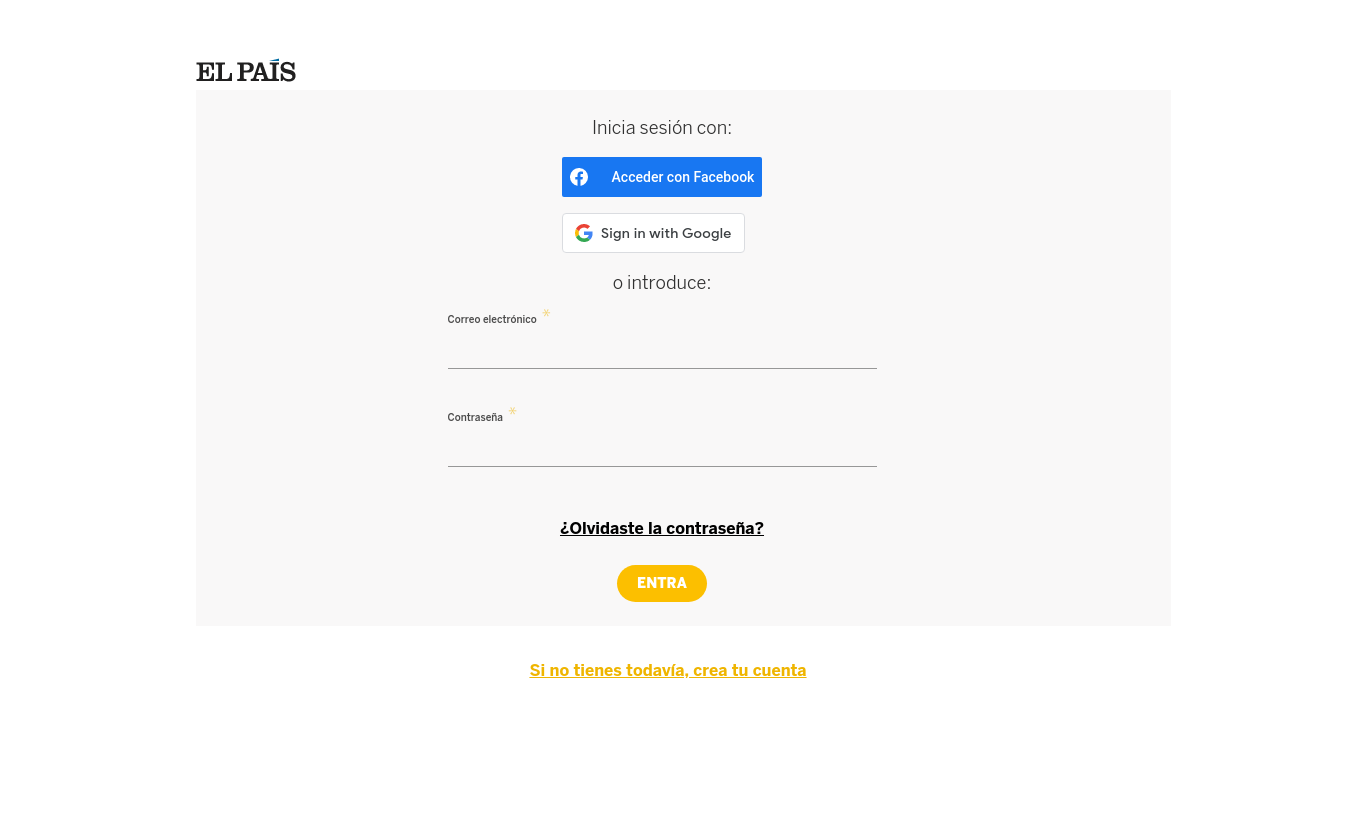 EL PAÍS
Inicia sesión con:
Acceder con Facebook
Sign in with Google
o introduce:
Correo electrónico *
Contraseña *
¿Olvidaste la contraseña?
ENTRA
Si no tienes todavía, crea tu cuenta